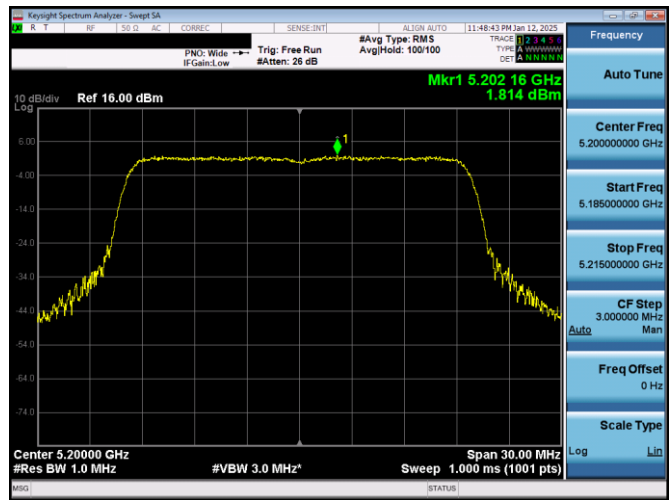 Keysight Spectrum Analyzer - Swept SA
R T RF 50 Ω AC CORREC SENSE:INT ALIGN AUTO 11:48:43 PM Jan 12, 2025
PNO: Wide
IFGain:Low
Trig: Free Run
#Atten: 26 dB
#Avg Type: RMS
Avg|Hold: 100/100
TRACE 1 2 3 4 5 6
TYPE A WWWWW
DET A N N N N N
Mkr1 5.202 16 GHz
1.814 dBm
10 dB/div Ref 16.00 dBm
Log
1
6.00
-4.00
-14.0
-24.0
-34.0
-44.0
-54.0
-64.0
-74.0
Center 5.20000 GHz Span 30.00 MHz
#Res BW 1.0 MHz #VBW 3.0 MHz* Sweep 1.000 ms (1001 pts)
MSG STATUS
Frequency
Auto Tune
Center Freq
5.200000000 GHz
Start Freq
5.185000000 GHz
Stop Freq
5.215000000 GHz
CF Step
3.000000 MHz
Auto Man
Freq Offset
0 Hz
Scale Type
Log Lin